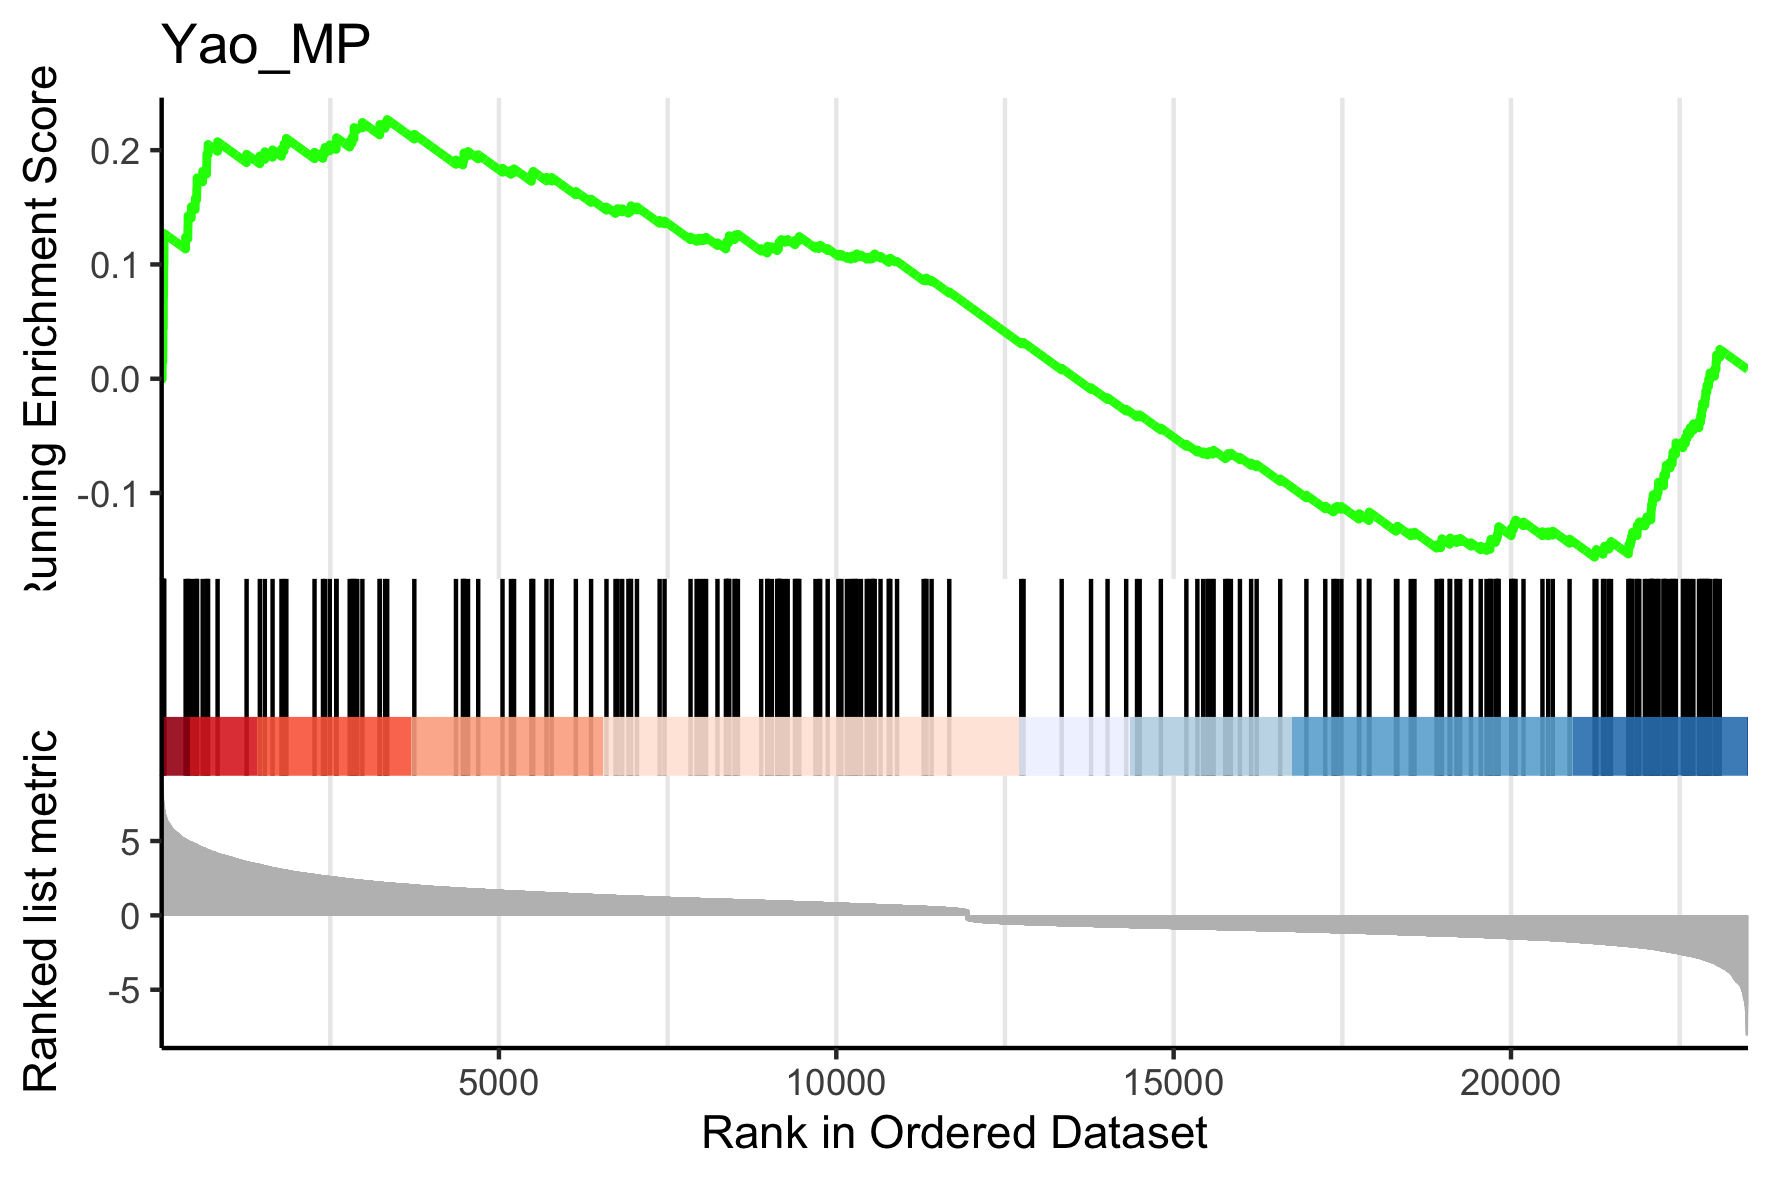 Yao_MP
Running Enrichment Score
0.2
0.1
0.0
-0.1
Ranked list metric
5
0
-5
5000
10000
15000
20000
Rank in Ordered Dataset